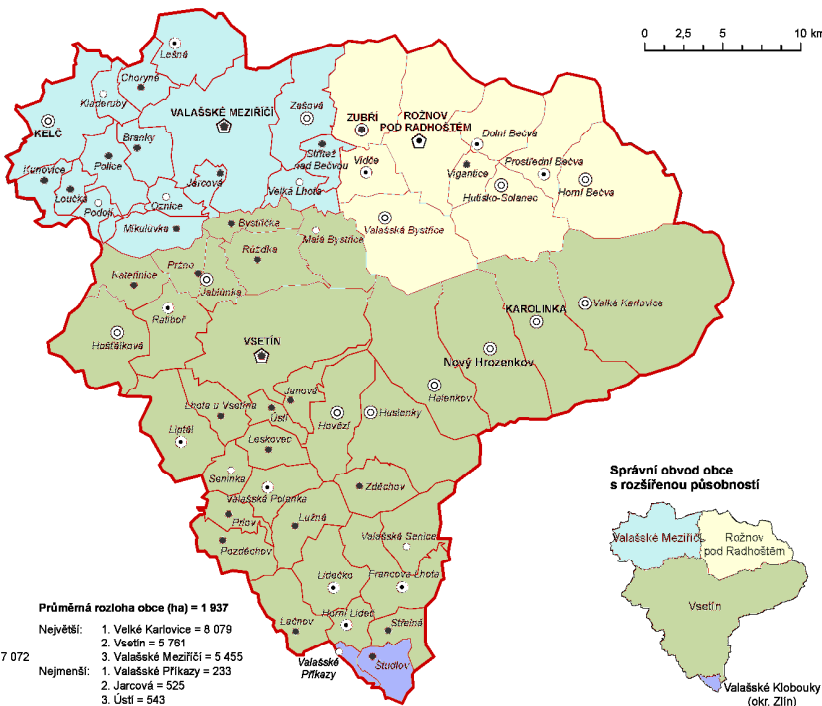 0 2,5 5 10 km
Lešná
Choryně
Kladeruby
VALAŠSKÉ MEZIŘÍČÍ
Zašová
ZUBŘÍ
ROŽNOV
POD RADHOŠTĚM
KELČ
Branky
Police
Střítež
nad Bečvou
Vidče
Dolní Bečva
Prostřední Bečva
Vigantice
Kunovice
Jarcová
Horní Bečva
Loučka
Velká Lhota
Hutisko-Solanec
Podolí
Oznice
Mikulůvka
Bystřička
Malá Bystřice
Valašská Bystřice
Růžďka
Pržno
Kateřinice
Jablůnka
Ratiboř
Velké Karlovice
KAROLINKA
Hošťálková
VSETÍN
Nový Hrozenkov
Halenkov
Janová
Lhota u Vsetína
Ústí
Hovězí
Huslenky
Liptál
Leskovec
Seninka
Valašská Polanka
Zděchov
Prlov
Lužná
Pozděchov
Valašská Senice
Lidečko
Francova Lhota
Horní Lideč
Lačnov
Střelná
Valašské
Příkazy
Študlov
Správní obvod obce
s rozšířenou působností
Valašské Meziříčí
Rožnov
pod Radhoštěm
Vsetín
Valašské Klobouky
(okr. Zlín)
Průměrná rozloha obce (ha) = 1 937
Největší: 1. Velké Karlovice = 8 079
2. Vsetín = 5 761
7 072 3. Valašské Meziříčí = 5 455
Nejmenší: 1. Valašské Příkazy = 233
2. Jarcová = 525
3. Ústí = 543